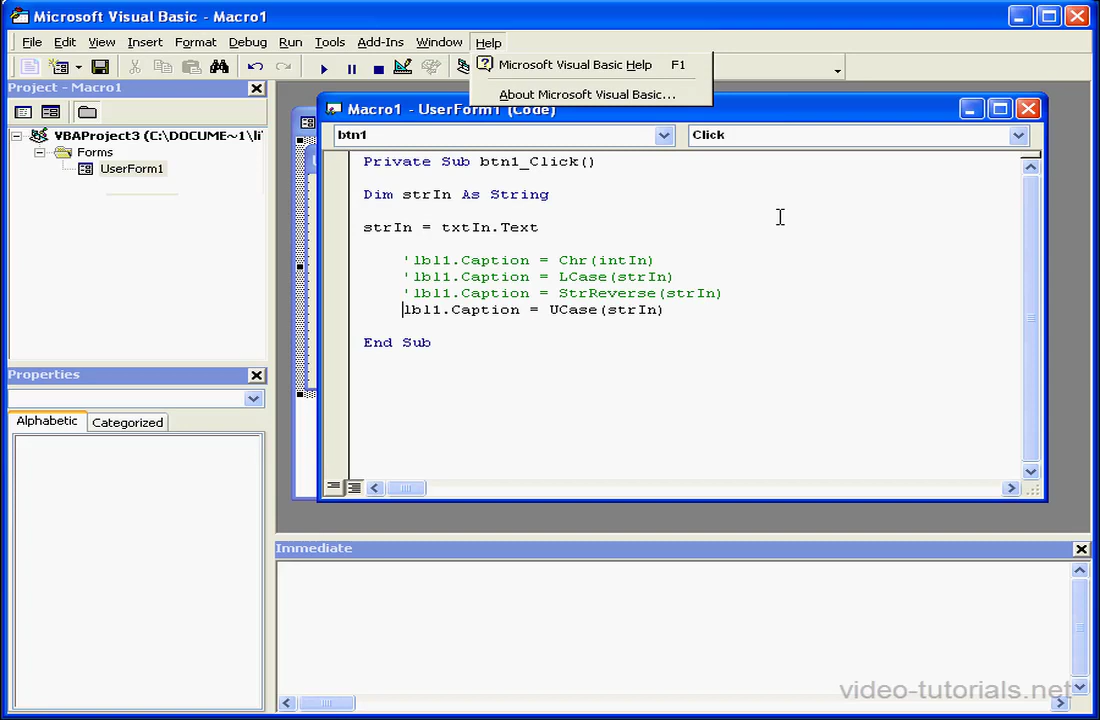 Microsoft Visual Basic - Macro1
File Edit View Insert Format Debug Run Tools Add-Ins Window Help
Microsoft Visual Basic Help F1
About Microsoft Visual Basic...
Project - Macro1
VBAProject3 (C:\DOCUME~1\li
Forms
UserForm1
Macro1 - UserForm1 (Code)
btn1 Click
Private Sub btn1_Click()
Dim strIn As String
strIn = txtIn.Text
'lbl1.Caption = Chr(intIn)
'lbl1.Caption = LCase(strIn)
'lbl1.Caption = StrReverse(strIn)
lbl1.Caption = UCase(strIn)
End Sub
Properties
Alphabetic Categorized
Immediate
video-tutorials.net